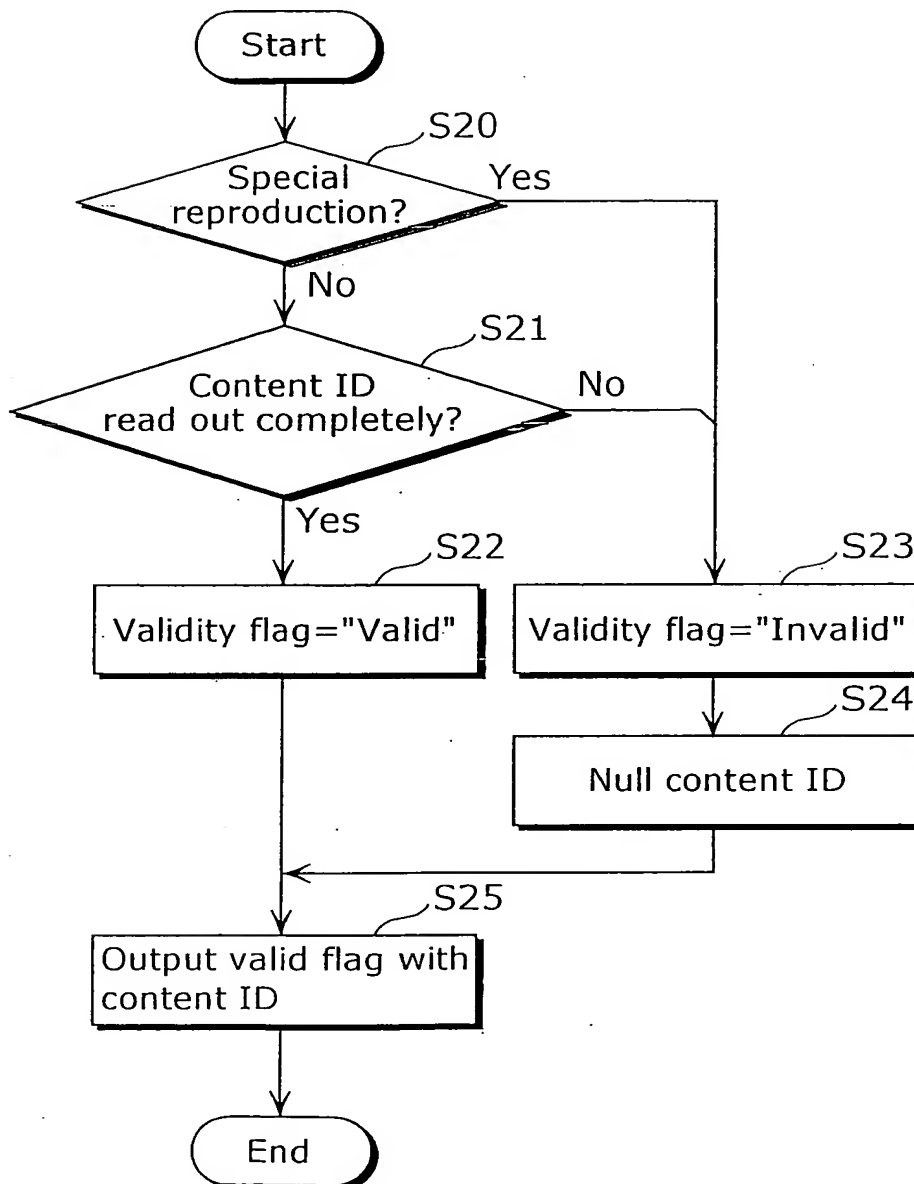 Start
S20
Special
reproduction?
Yes
No
S21
Content ID
read out completely?
No
Yes
S22
Validity flag="Valid"
S23
Validity flag="Invalid"
S24
Null content ID
S25
Output valid flag with
content ID
End